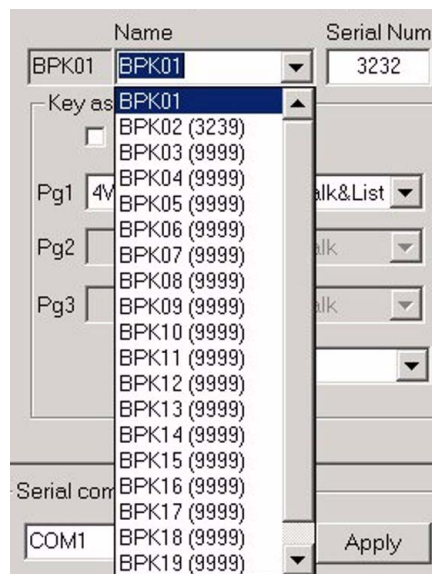 Name Serial Num
BPK01 BPK01 3232
Key as BPK01
BPK02 (3239)
BPK03 (9999)
BPK04 (9999)
Pg1 4W BPK05 (9999) alk&List
BPK06 (9999)
Pg2 BPK07 (9999) alk
BPK08 (9999)
Pg3 BPK09 (9999) alk
BPK10 (9999)
BPK11 (9999)
BPK12 (9999)
BPK13 (9999)
BPK14 (9999)
BPK15 (9999)
Serial com BPK16 (9999)
BPK17 (9999)
COM1 BPK18 (9999) Apply
BPK19 (9999)